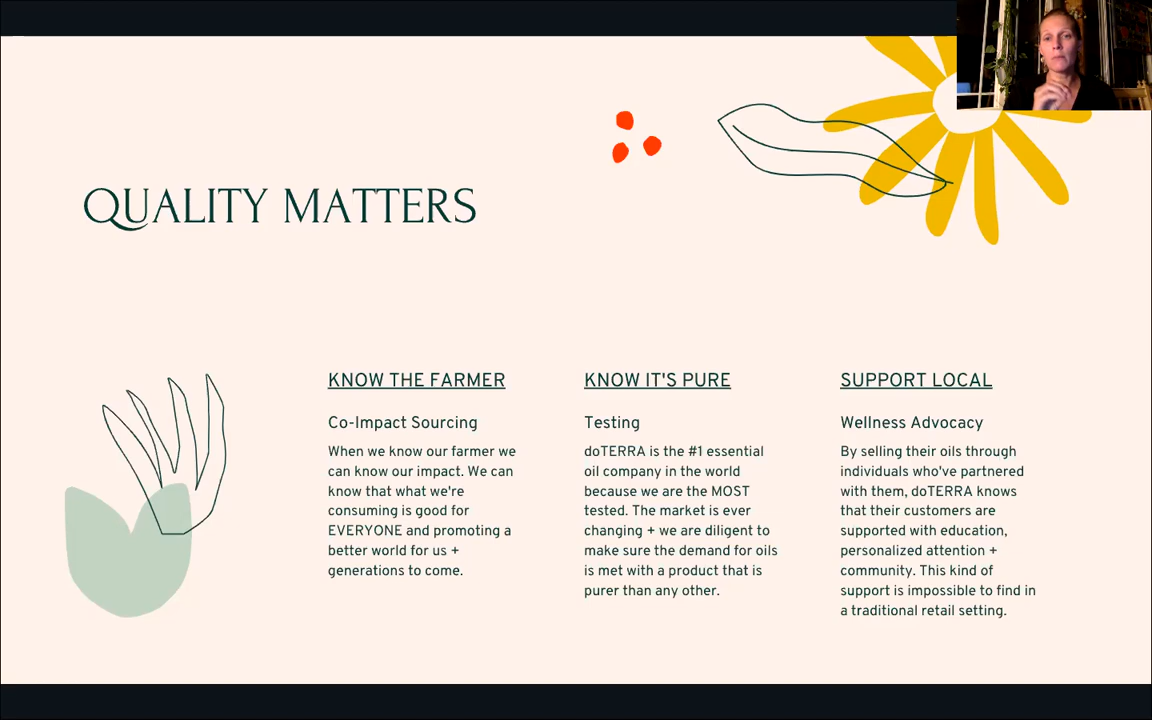 QUALITY MATTERS
KNOW THE FARMER
Co-Impact Sourcing
When we know our farmer we
can know our impact. We can
know that what we're
consuming is good for
EVERYONE and promoting a
better world for us +
generations to come.
KNOW IT'S PURE
Testing
doTERRA is the #1 essential
oil company in the world
because we are the MOST
tested. The market is ever
changing + we are diligent to
make sure the demand for oils
is met with a product that is
purer than any other.
SUPPORT LOCAL
Wellness Advocacy
By selling their oils through
individuals who've partnered
with them, doTERRA knows
that their customers are
supported with education,
personalized attention +
community. This kind of
support is impossible to find in
a traditional retail setting.